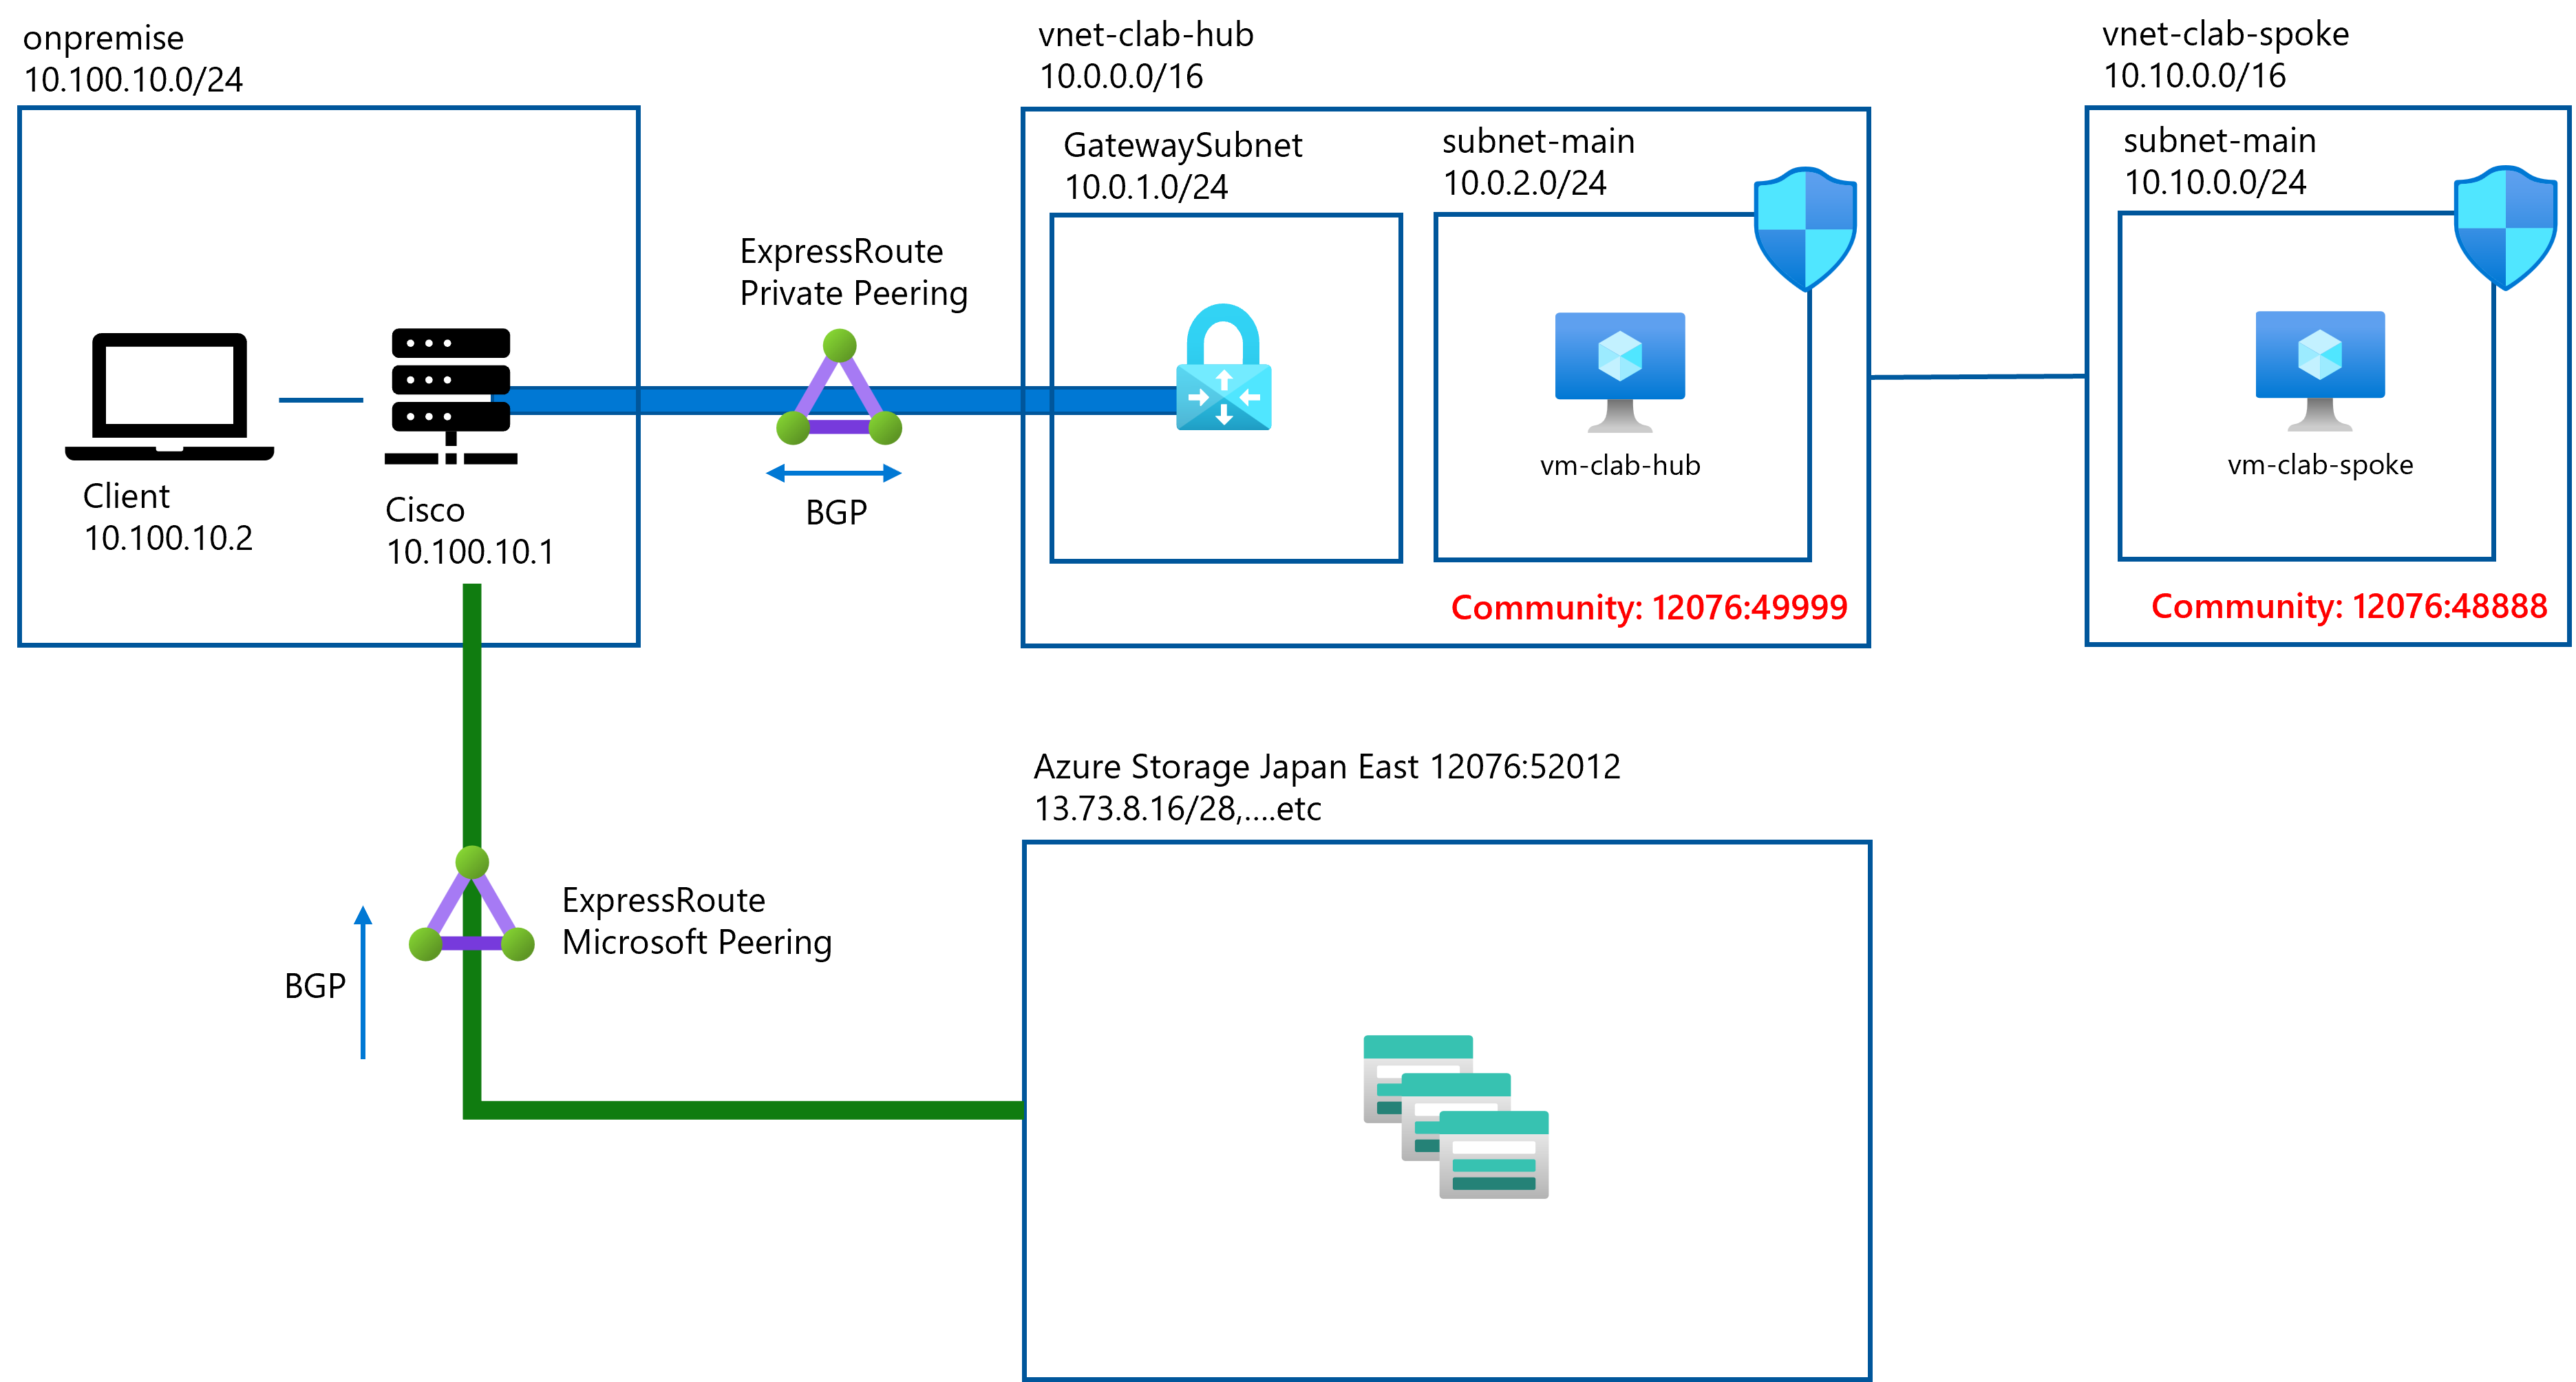 onpremise
10.100.10.0/24
Client
10.100.10.2
Cisco
10.100.10.1
ExpressRoute
Private Peering
BGP
vnet-clab-hub
10.0.0.0/16
GatewaySubnet
10.0.1.0/24
subnet-main
10.0.2.0/24
vm-clab-hub
Community: 12076:49999
vnet-clab-spoke
10.10.0.0/16
subnet-main
10.10.0.0/24
vm-clab-spoke
Community: 12076:48888
BGP
ExpressRoute
Microsoft Peering
Azure Storage Japan East 12076:52012
13.73.8.16/28,....etc